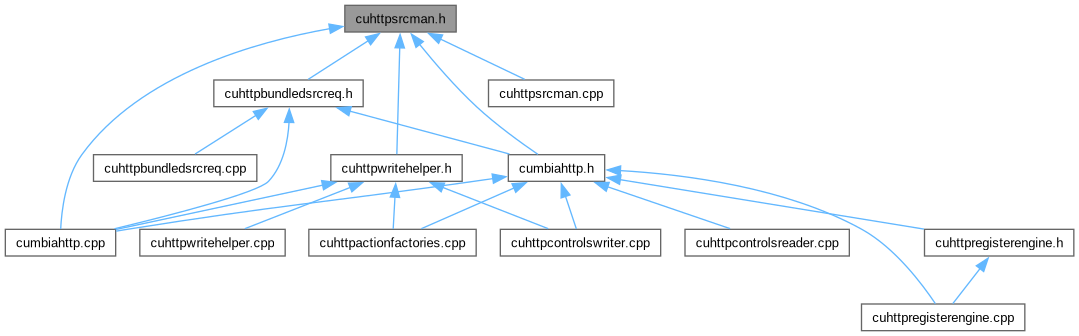 cuhttpsrcman.h
cuhttpbundledsrcreq.h
cuhttpsrcman.cpp
cuhttpbundledsrcreq.cpp
cuhttpwritehelper.h
cumbiahttp.h
cumbiahttp.cpp
cuhttpwritehelper.cpp
cuhttpactionfactories.cpp
cuhttpcontrolswriter.cpp
cuhttpcontrolsreader.cpp
cuhttpregisterengine.h
cuhttpregisterengine.cpp